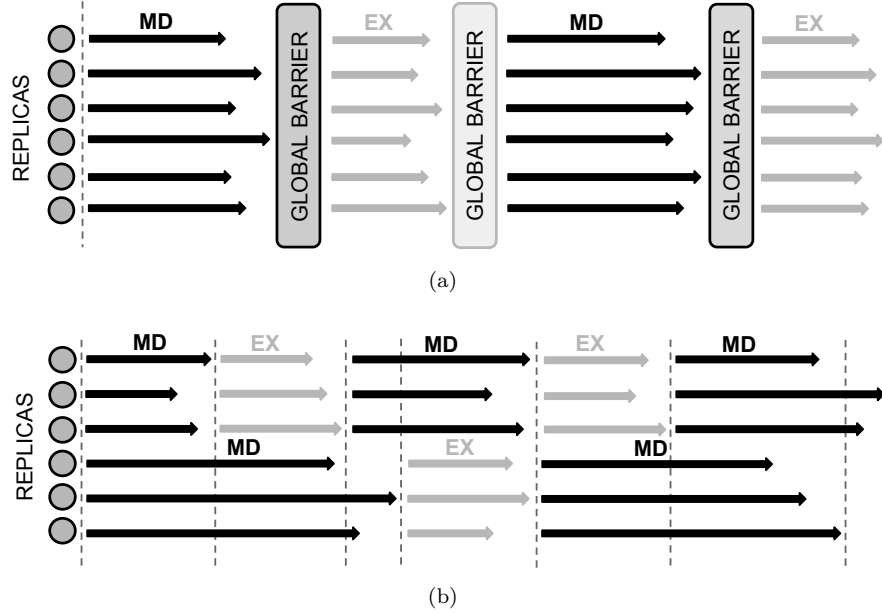 MD EX MD EX
REPLICAS
GLOBAL BARRIER
GLOBAL BARRIER
GLOBAL BARRIER
(a)
MD EX MD EX MD
REPLICAS
MD EX MD
(b)